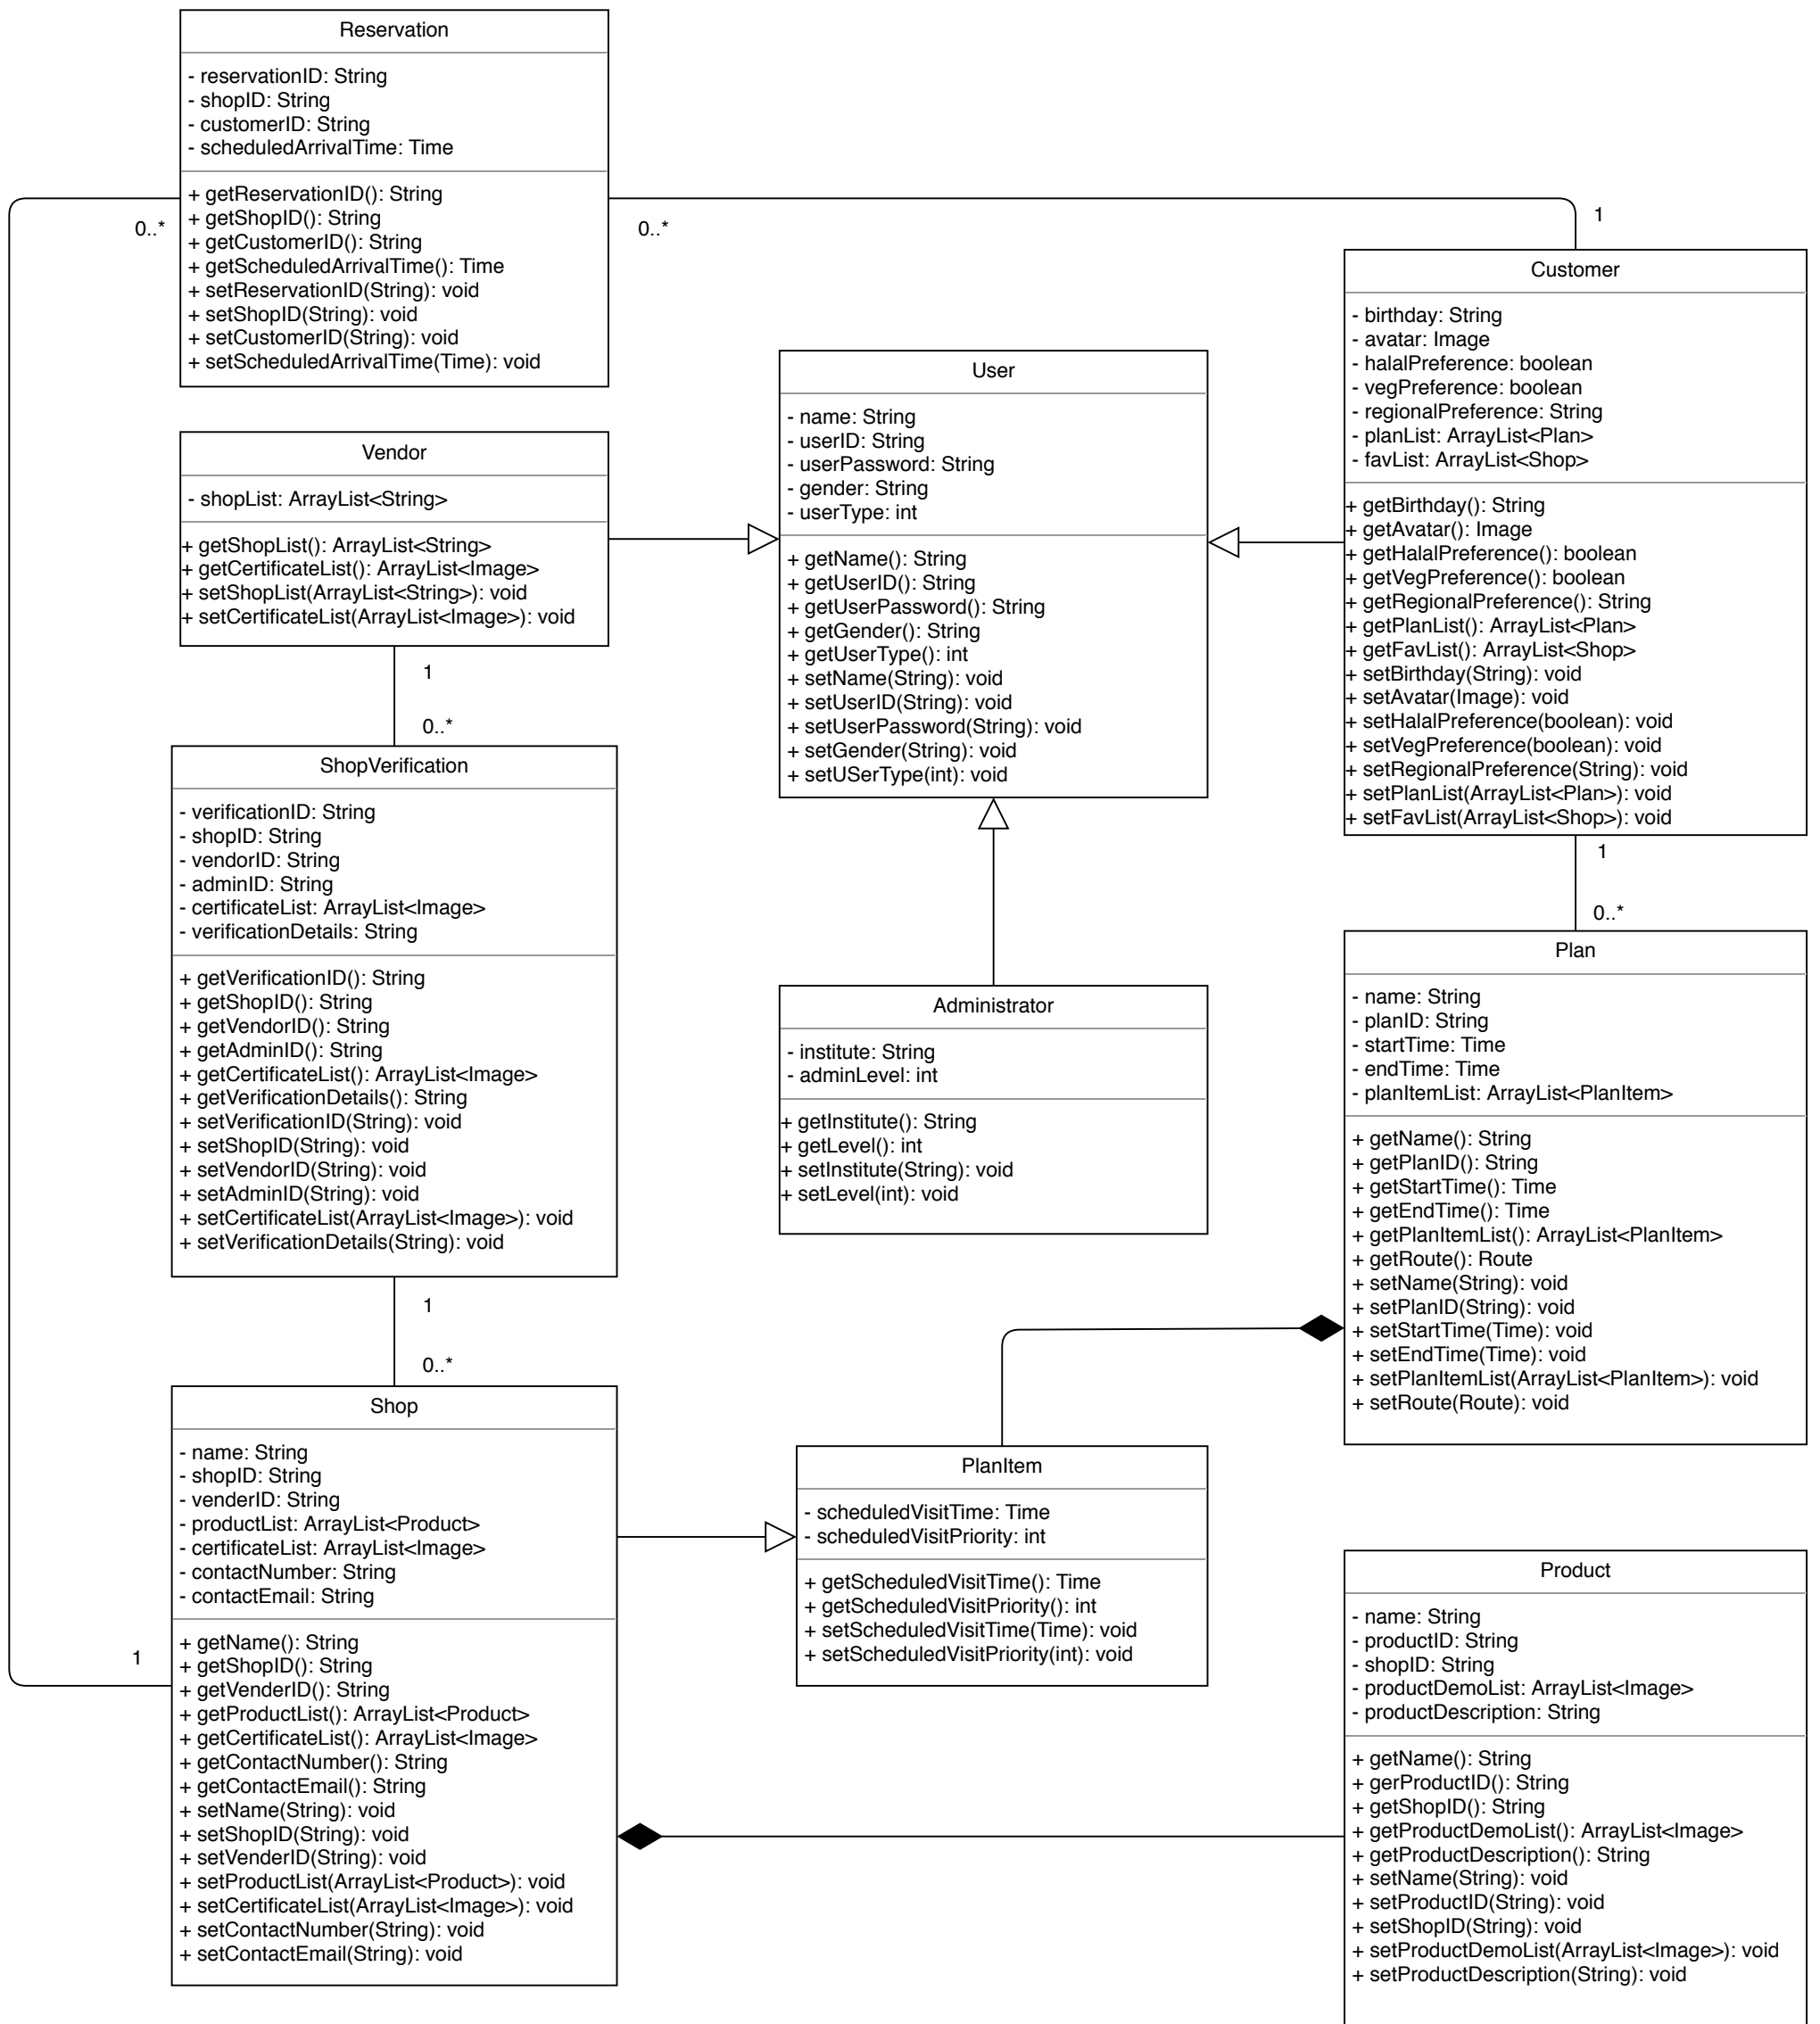 Reservation
- reservationID: String
- shopID: String
- customerID: String
- scheduledArrivalTime: Time
+ getReservationID(): String
+ getShopID(): String
+ getCustomerID(): String
+ getScheduledArrivalTime(): Time
+ setReservationID(String): void
+ setShopID(String): void
+ setCustomerID(String): void
+ setScheduledArrivalTime(Time): void
0..*
0..*
1
Customer
- birthday: String
- avatar: Image
- halalPreference: boolean
- vegPreference: boolean
- regionalPreference: String
- planList: ArrayList<Plan>
- favList: ArrayList<Shop>
+ getBirthday(): String
+ getAvatar(): Image
+ getHalalPreference(): boolean
+ getVegPreference(): boolean
+ getRegionalPreference(): String
+ getPlanList(): ArrayList<Plan>
+ getFavList(): ArrayList<Shop>
+ setBirthday(String): void
+ setAvatar(Image): void
+ setHalalPreference(boolean): void
+ setVegPreference(boolean): void
+ setRegionalPreference(String): void
+ setPlanList(ArrayList<Plan>): void
+ setFavList(ArrayList<Shop>): void
User
- name: String
- userID: String
- userPassword: String
- gender: String
- userType: int
+ getName(): String
+ getUserID(): String
+ getUserPassword(): String
+ getGender(): String
+ getUserType(): int
+ setName(String): void
+ setUserID(String): void
+ setUserPassword(String): void
+ setGender(String): void
+ setUSerType(int): void
Vendor
- shopList: ArrayList<String>
+ getShopList(): ArrayList<String>
+ getCertificateList(): ArrayList<Image>
+ setShopList(ArrayList<String>): void
+ setCertificateList(ArrayList<Image>): void
1
0..*
ShopVerification
- verificationID: String
- shopID: String
- vendorID: String
- adminID: String
- certificateList: ArrayList<Image>
- verificationDetails: String
+ getVerificationID(): String
+ getShopID(): String
+ getVendorID(): String
+ getAdminID(): String
+ getCertificateList(): ArrayList<Image>
+ getVerificationDetails(): String
+ setVerificationID(String): void
+ setShopID(String): void
+ setVendorID(String): void
+ setAdminID(String): void
+ setCertificateList(ArrayList<Image>): void
+ setVerificationDetails(String): void
1
0..*
Administrator
- institute: String
- adminLevel: int
+ getInstitute(): String
+ getLevel(): int
+ setInstitute(String): void
+ setLevel(int): void
1
0..*
Plan
- name: String
- planID: String
- startTime: Time
- endTime: Time
- planItemList: ArrayList<PlanItem>
+ getName(): String
+ getPlanID(): String
+ getStartTime(): Time
+ getEndTime(): Time
+ getPlanItemList(): ArrayList<PlanItem>
+ getRoute(): Route
+ setName(String): void
+ setPlanID(String): void
+ setStartTime(Time): void
+ setEndTime(Time): void
+ setPlanItemList(ArrayList<PlanItem>): void
+ setRoute(Route): void
Shop
- name: String
- shopID: String
- venderID: String
- productList: ArrayList<Product>
- certificateList: ArrayList<Image>
- contactNumber: String
- contactEmail: String
+ getName(): String
+ getShopID(): String
+ getVenderID(): String
+ getProductList(): ArrayList<Product>
+ getCertificateList(): ArrayList<Image>
+ getContactNumber(): String
+ getContactEmail(): String
+ setName(String): void
+ setShopID(String): void
+ setVenderID(String): void
+ setProductList(ArrayList<Product>): void
+ setCertificateList(ArrayList<Image>): void
+ setContactNumber(String): void
+ setContactEmail(String): void
1
PlanItem
- scheduledVisitTime: Time
- scheduledVisitPriority: int
+ getScheduledVisitTime(): Time
+ getScheduledVisitPriority(): int
+ setScheduledVisitTime(Time): void
+ setScheduledVisitPriority(int): void
Product
- name: String
- productID: String
- shopID: String
- productDemoList: ArrayList<Image>
- productDescription: String
+ getName(): String
+ gerProductID(): String
+ getShopID(): String
+ getProductDemoList(): ArrayList<Image>
+ getProductDescription(): String
+ setName(String): void
+ setProductID(String): void
+ setShopID(String): void
+ setProductDemoList(ArrayList<Image>): void
+ setProductDescription(String): void